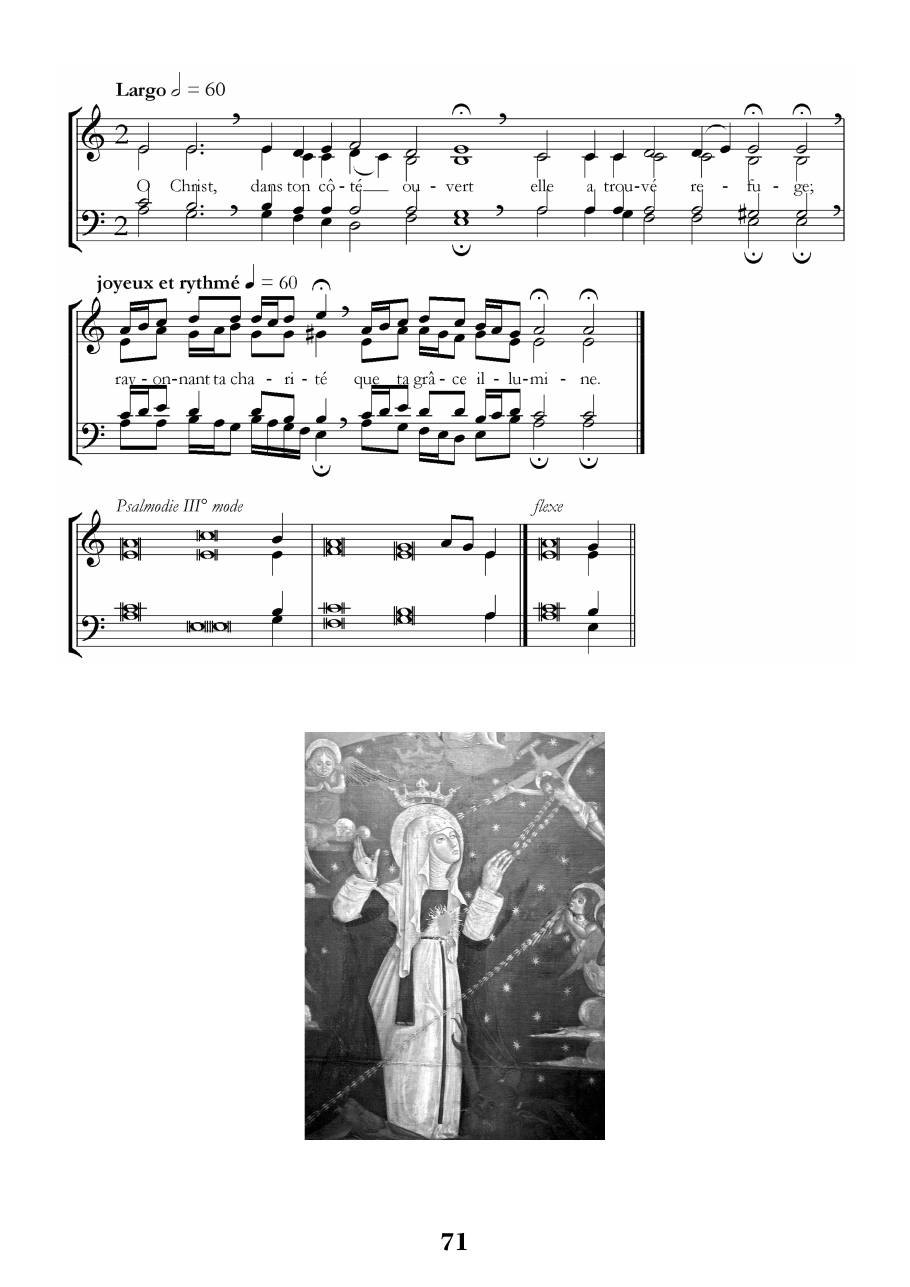 Largo 𝅗𝅥 = 60
O Christ, dans ton cô - té ou - vert elle a trou - vé re - fu - ge;
joyeux et rythmé ♩ = 60
ray - on - nant ta cha - ri - té que ta grâ - ce il - lu - mi - ne.
Psalmodie III° mode flexe
71